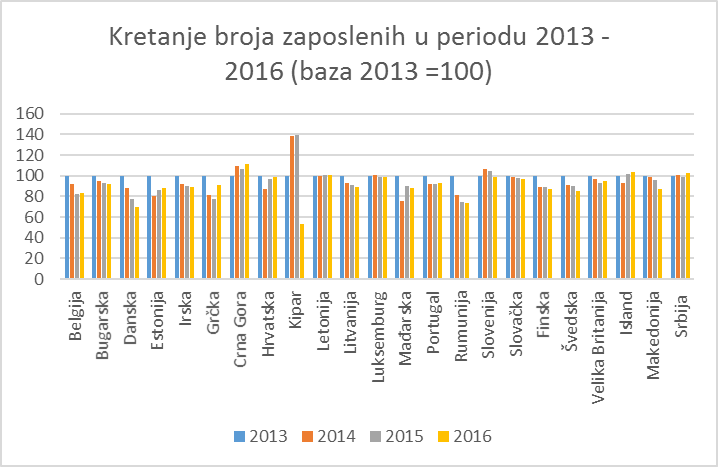 Kretanje broja zaposlenih u periodu 2013 -
2016 (baza 2013 =100)
160
140
120
100
80
60
40
20
0
Belgija
Bugarska
Danska
Estonija
Irska
Grčka
Crna Gora
Hrvatska
Kipar
Letonija
Litvanija
Luksemburg
Mađarska
Portugal
Rumunija
Slovenija
Slovačka
Finska
Švedska
Velika Britanija
Island
Makedonija
Srbija
2013 2014 2015 2016